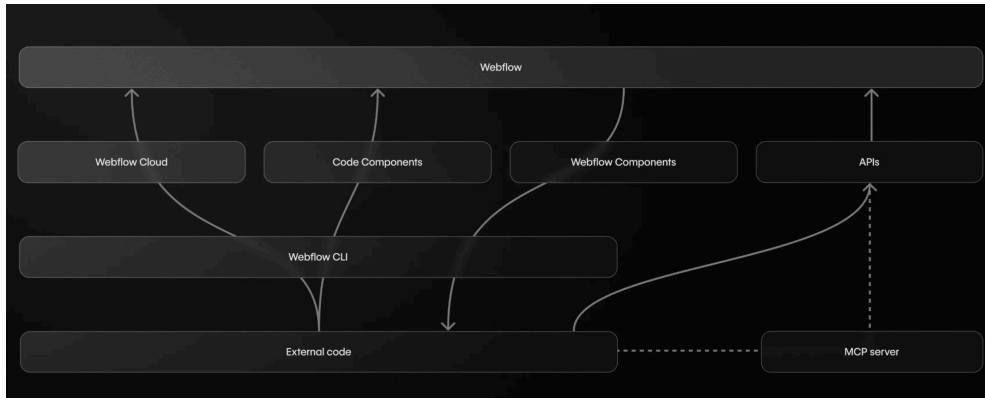 Webflow
Webflow Cloud
Code Components
Webflow Components
APIs
Webflow CLI
External code
MCP server